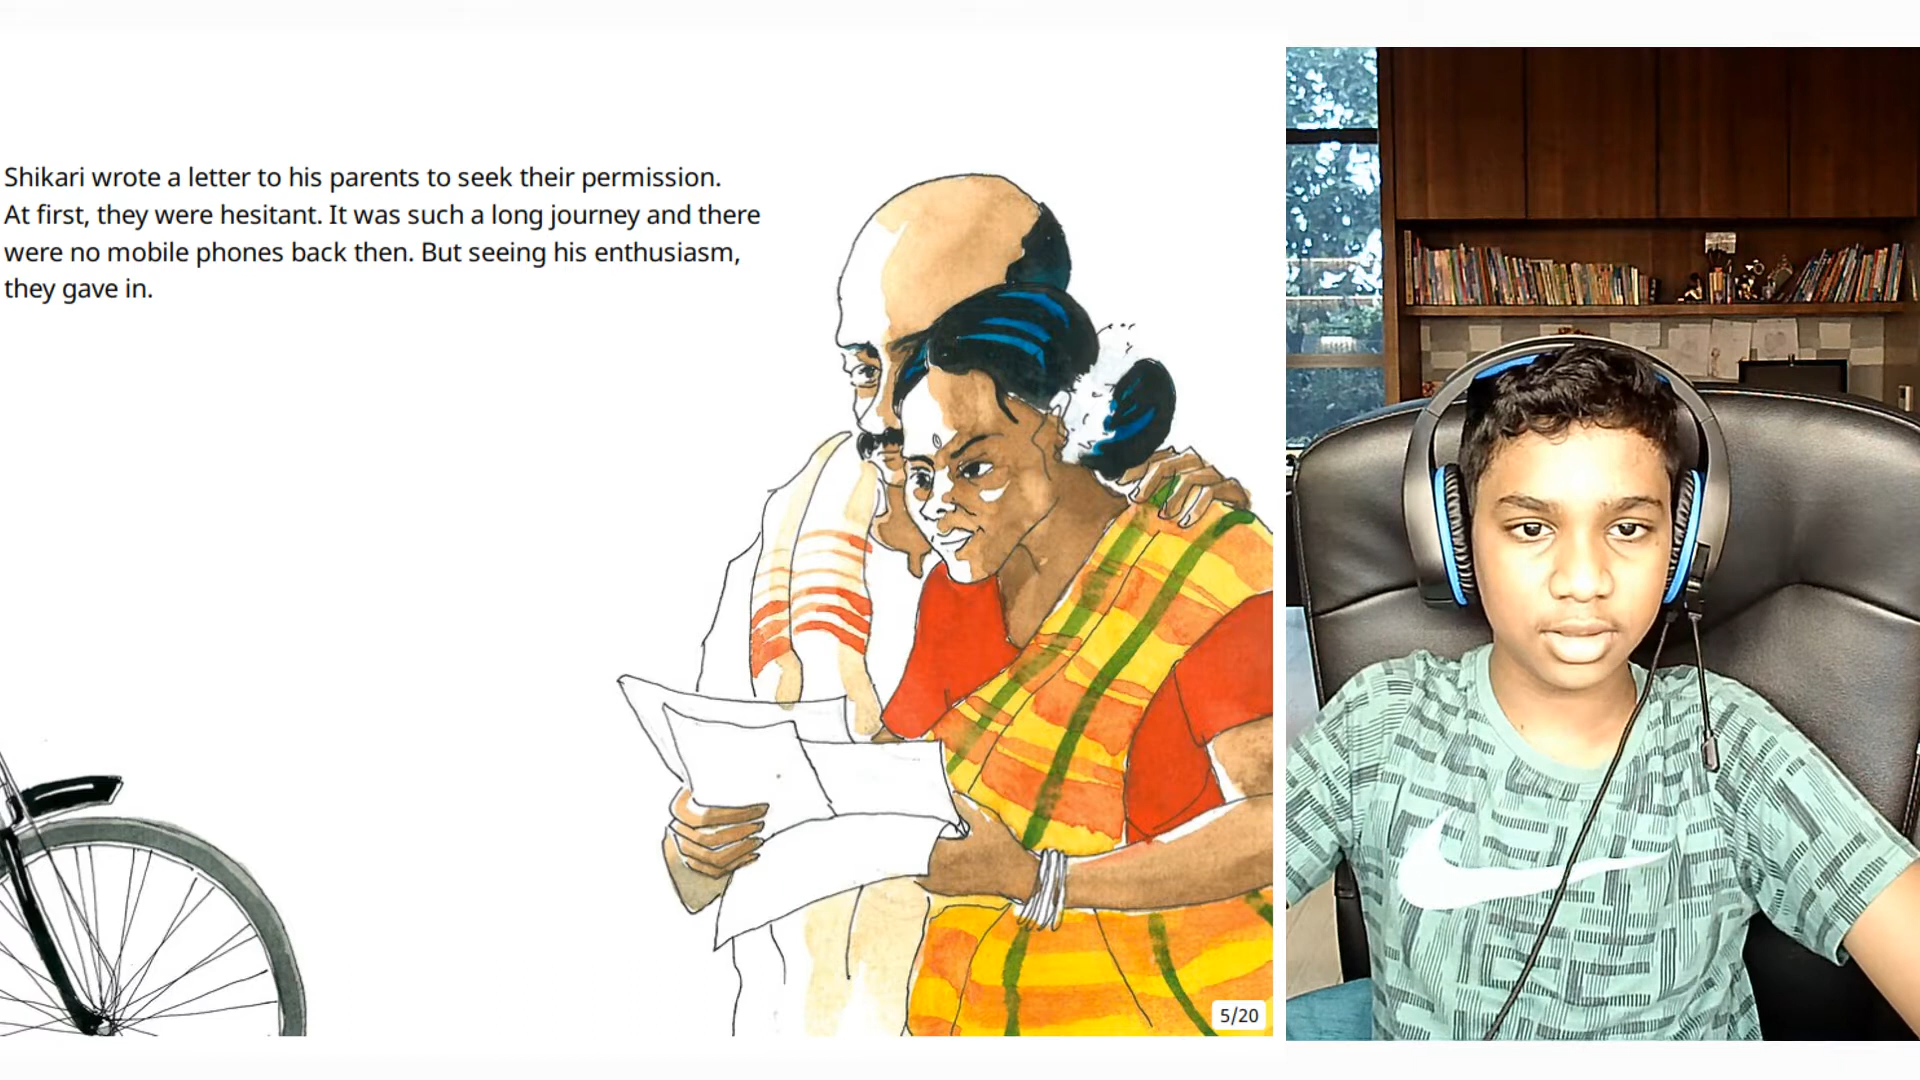 Shikari wrote a letter to his parents to seek their permission.
At first, they were hesitant. It was such a long journey and there
were no mobile phones back then. But seeing his enthusiasm,
they gave in.
5/20